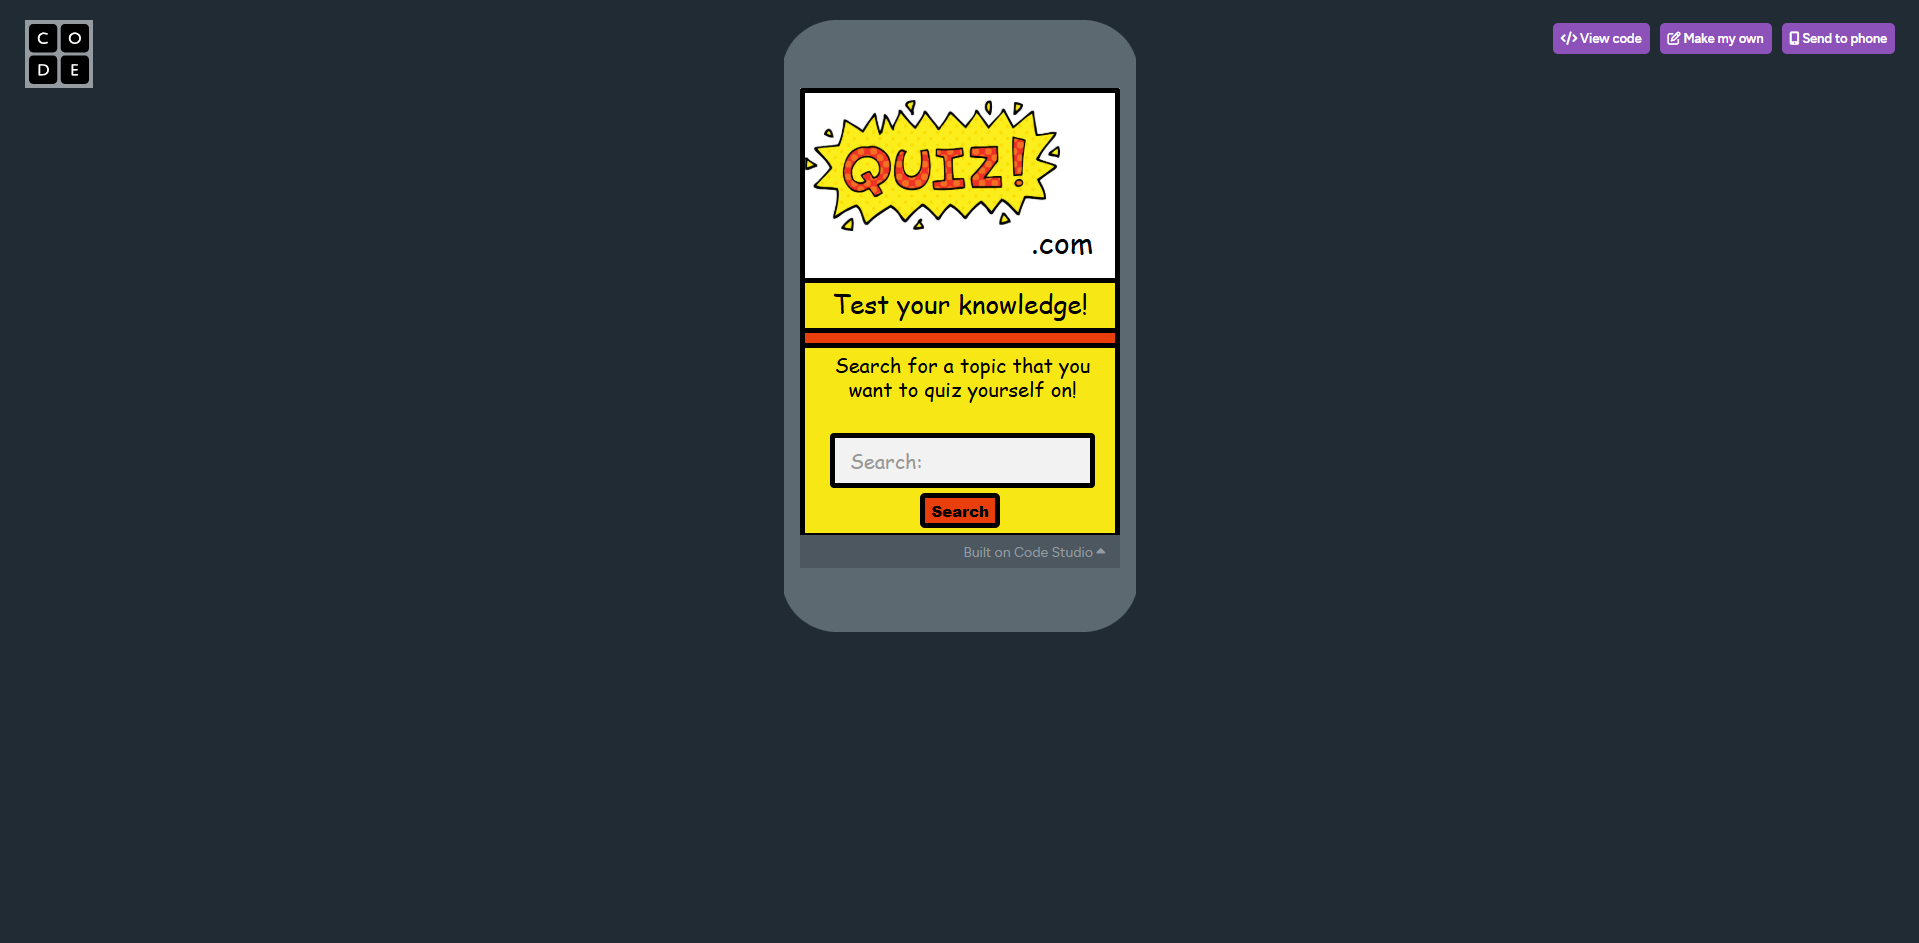 C O
D E
View code
Make my own
Send to phone
QUIZ!
.com
Test your knowledge!
Search for a topic that you
want to quiz yourself on!
Search:
Search
Built on Code Studio